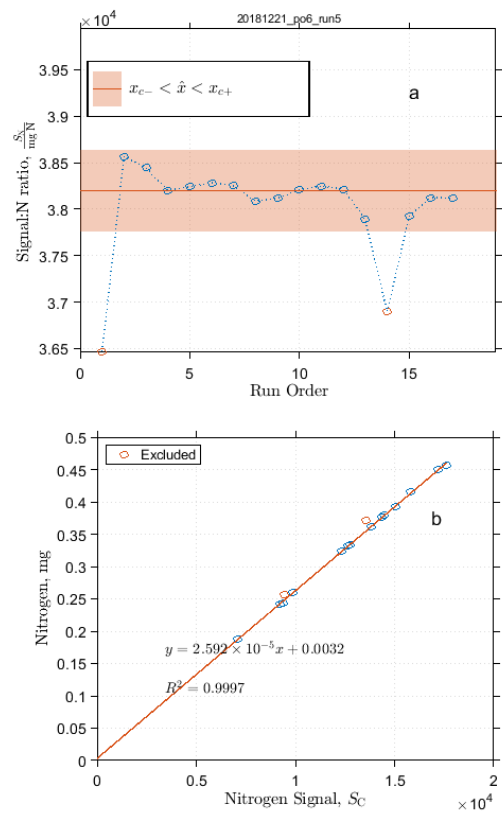 ×10⁴
20181221_po6_run5
3.95
3.9
3.85
3.8
3.75
3.7
3.65
Signal:N ratio, S_N/mg N
x_{c−} < x̂ < x_{c+}
a
0 5 10 15
Run Order
0.5
0.45
0.4
0.35
0.3
0.25
0.2
0.15
0.1
0.05
0
Nitrogen, mg
Excluded
b
y = 2.592 × 10⁻⁵x + 0.0032
R² = 0.9997
0 0.5 1 1.5 2
Nitrogen Signal, S_C
×10⁴